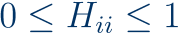 0 ≤ H_{ii} ≤ 1